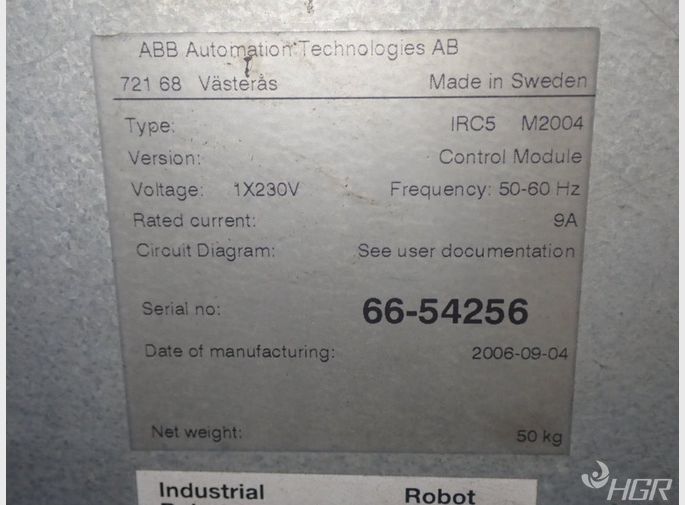 ABB Automation Technologies AB
721 68 Västerås Made in Sweden
Type: IRC5 M2004
Version: Control Module
Voltage: 1X230V Frequency: 50-60 Hz
Rated current: 9A
Circuit Diagram: See user documentation
Serial no: 66-54256
Date of manufacturing: 2006-09-04
Net weight: 50 kg
Industrial Robot
HGR